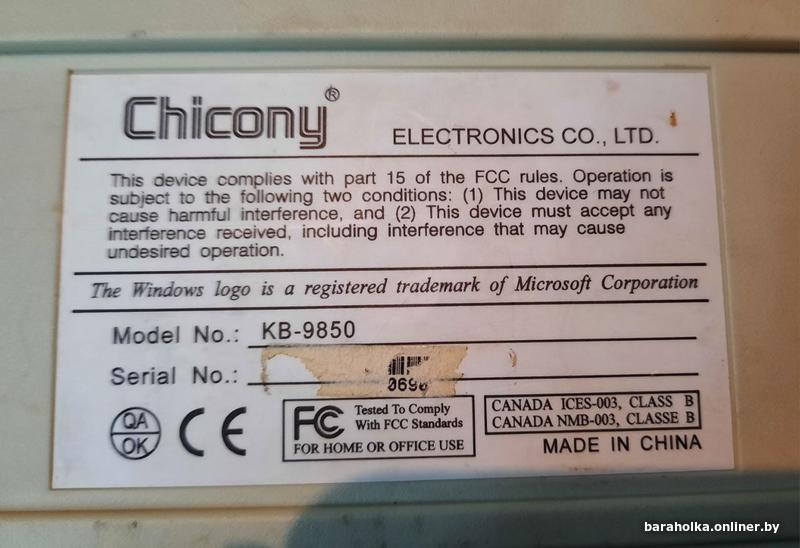 Chicony®
ELECTRONICS CO., LTD.
This device complies with part 15 of the FCC rules. Operation is
subject to the following two conditions: (1) This device may not
cause harmful interference, and (2) This device must accept any
interference received, including interference that may cause
undesired operation.
The Windows logo is a registered trademark of Microsoft Corporation
Model No.: KB-9850
Serial No.:
QA
OK
CE
FC
Tested To Comply
With FCC Standards
FOR HOME OR OFFICE USE
CANADA ICES-003, CLASS B
CANADA NMB-003, CLASSE B
MADE IN CHINA
baraholka.onliner.by